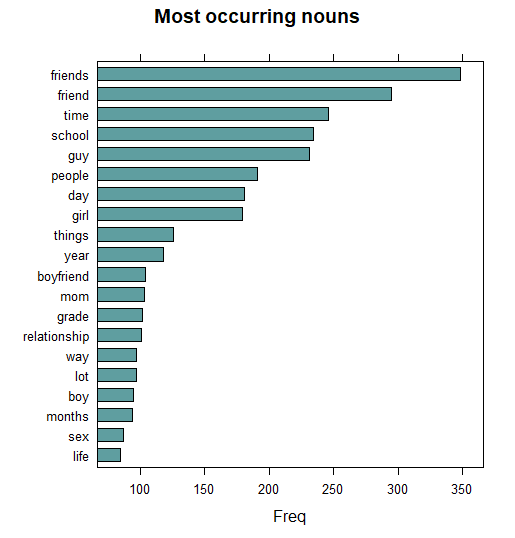 Most occurring nouns
friends
friend
time
school
guy
people
day
girl
things
year
boyfriend
mom
grade
relationship
way
lot
boy
months
sex
life
100 150 200 250 300 350
Freq